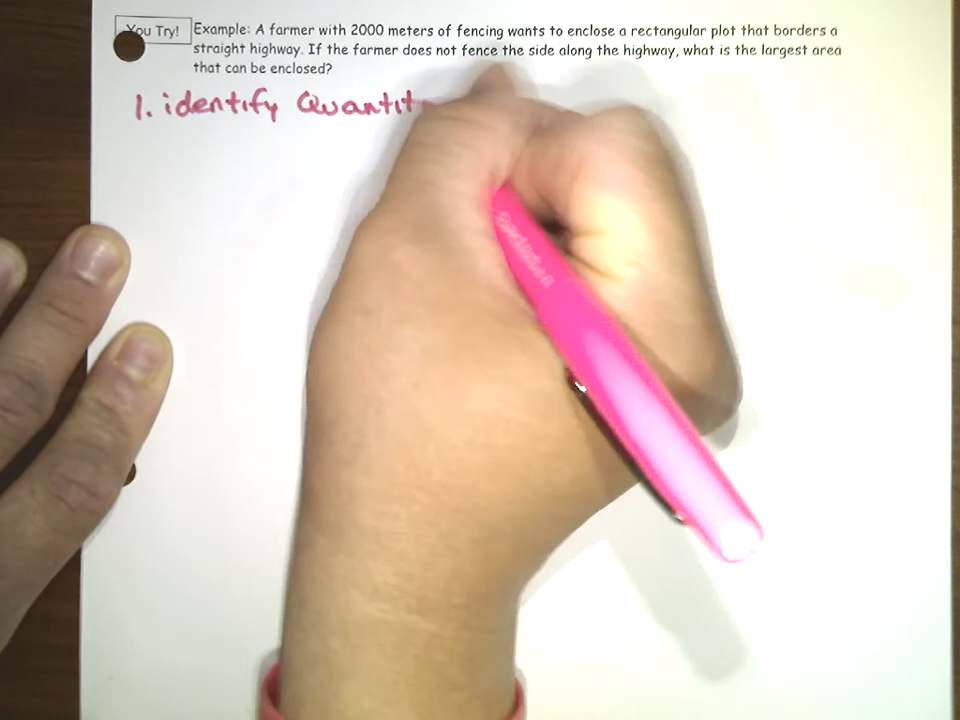 You Try!
Example: A farmer with 2000 meters of fencing wants to enclose a rectangular plot that borders a
straight highway. If the farmer does not fence the side along the highway, what is the largest area
that can be enclosed?
1. identify Quantit